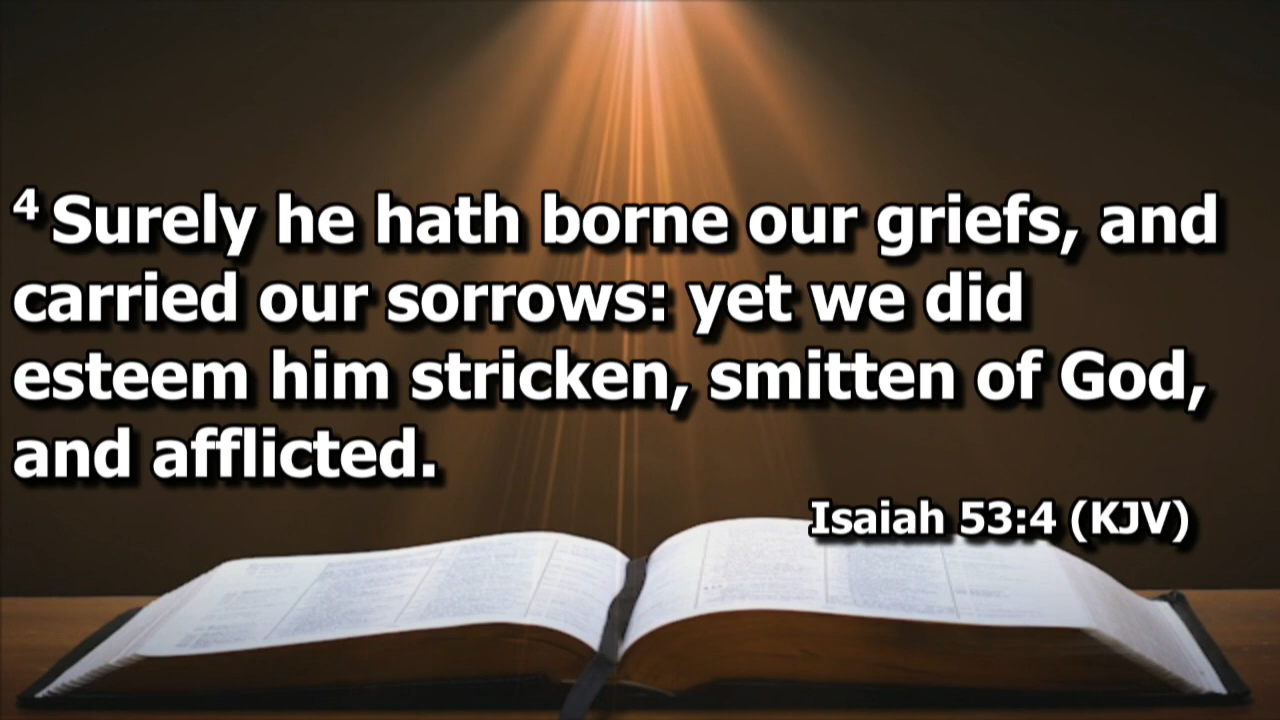 4 Surely he hath borne our griefs, and
carried our sorrows: yet we did
esteem him stricken, smitten of God,
and afflicted.
Isaiah 53:4 (KJV)